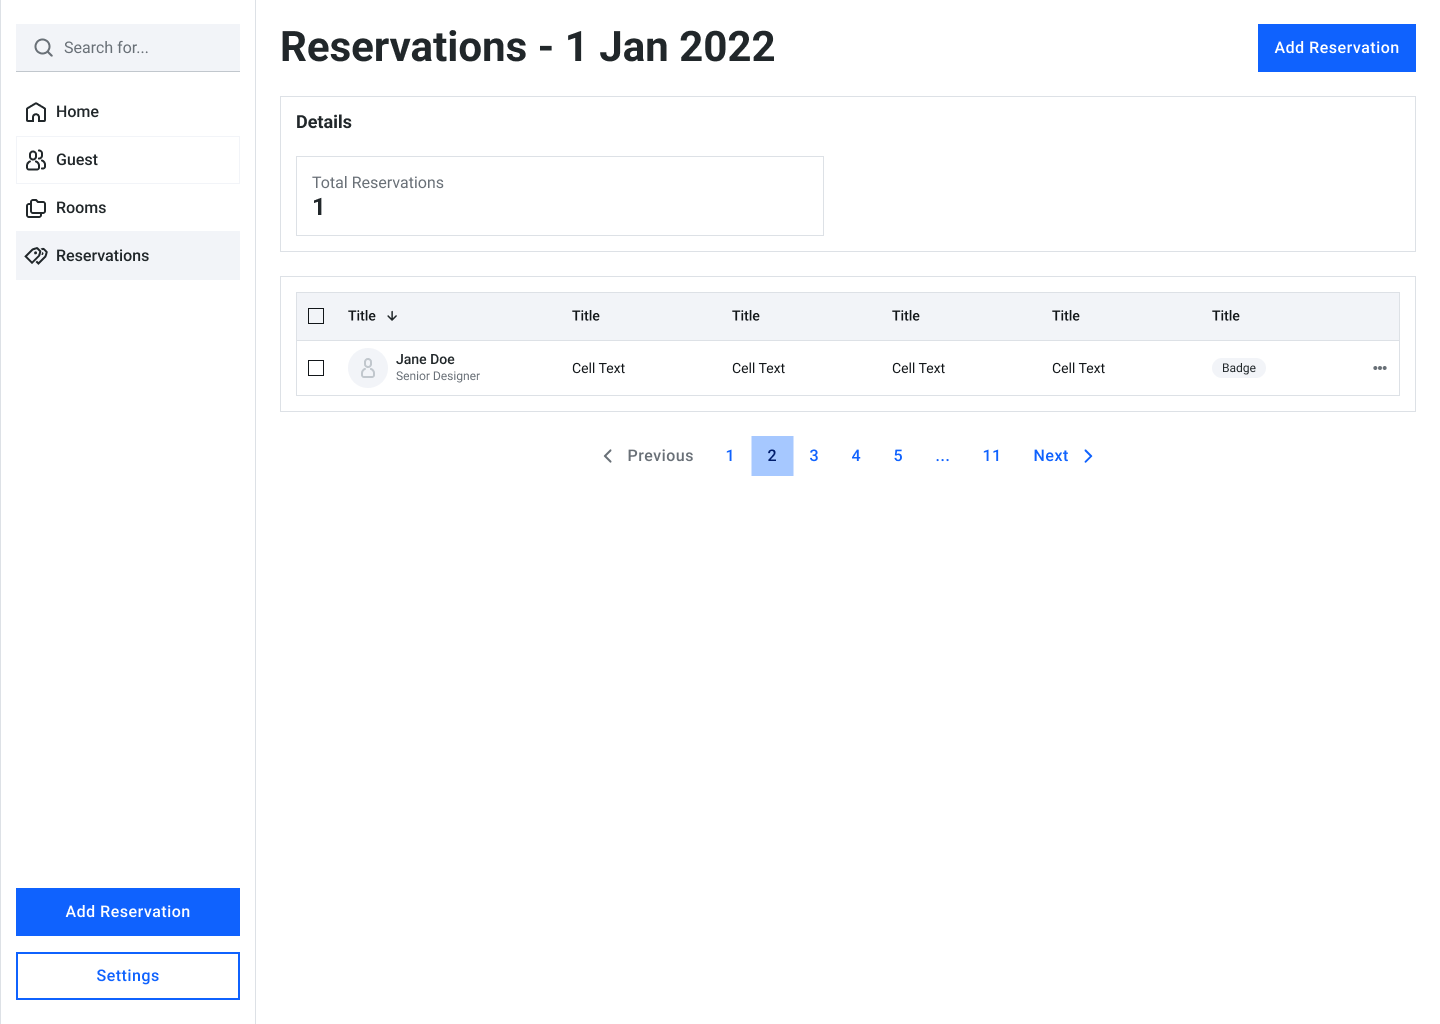 Search for...
Home
Guest
Rooms
Reservations
Add Reservation
Settings
Reservations - 1 Jan 2022
Add Reservation
Details
Total Reservations
1
Title Title Title Title Title Title
Jane Doe
Senior Designer
Cell Text Cell Text Cell Text Cell Text Badge
Previous 1 2 3 4 5 ... 11 Next